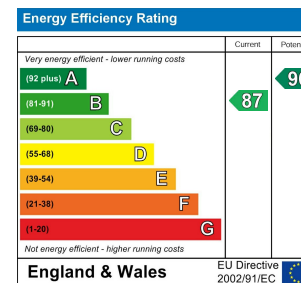 Energy Efficiency Rating
Current
Very energy efficient - lower running costs
(92 plus) A
(81-91) B
87
(69-80) C
(55-68) D
(39-54) E
(21-38) F
(1-20) G
Not energy efficient - higher running costs
England & Wales
EU Directive
2002/91/EC